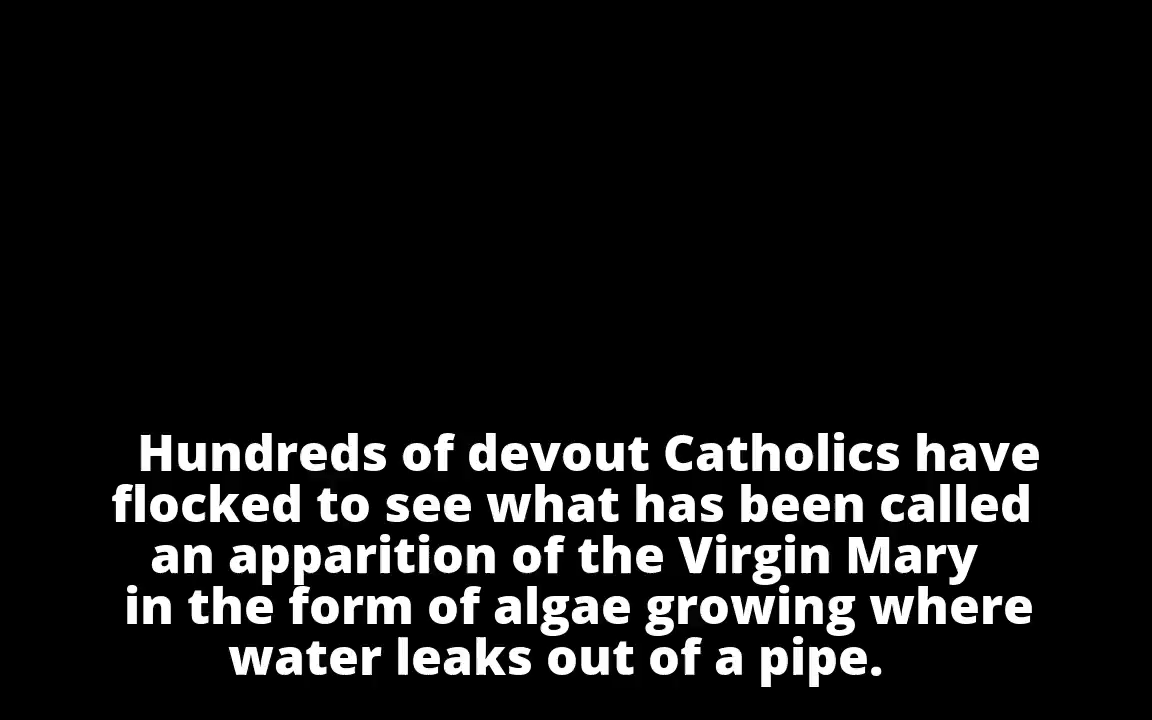 Hundreds of devout Catholics have
flocked to see what has been called
an apparition of the Virgin Mary
in the form of algae growing where
water leaks out of a pipe.